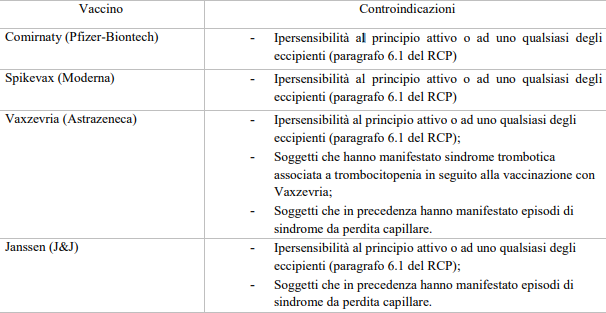 Vaccino Controindicazioni
Comirnaty (Pfizer-Biontech) - Ipersensibilità al principio attivo o ad uno qualsiasi degli
eccipienti (paragrafo 6.1 del RCP)
Spikevax (Moderna) - Ipersensibilità al principio attivo o ad uno qualsiasi degli
eccipienti (paragrafo 6.1 del RCP)
Vaxzevria (Astrazeneca) - Ipersensibilità al principio attivo o ad uno qualsiasi degli
eccipienti (paragrafo 6.1 del RCP);
- Soggetti che hanno manifestato sindrome trombotica
associata a trombocitopenia in seguito alla vaccinazione con
Vaxzevria;
- Soggetti che in precedenza hanno manifestato episodi di
sindrome da perdita capillare.
Janssen (J&J) - Ipersensibilità al principio attivo o ad uno qualsiasi degli
eccipienti (paragrafo 6.1 del RCP);
- Soggetti che in precedenza hanno manifestato episodi di
sindrome da perdita capillare.